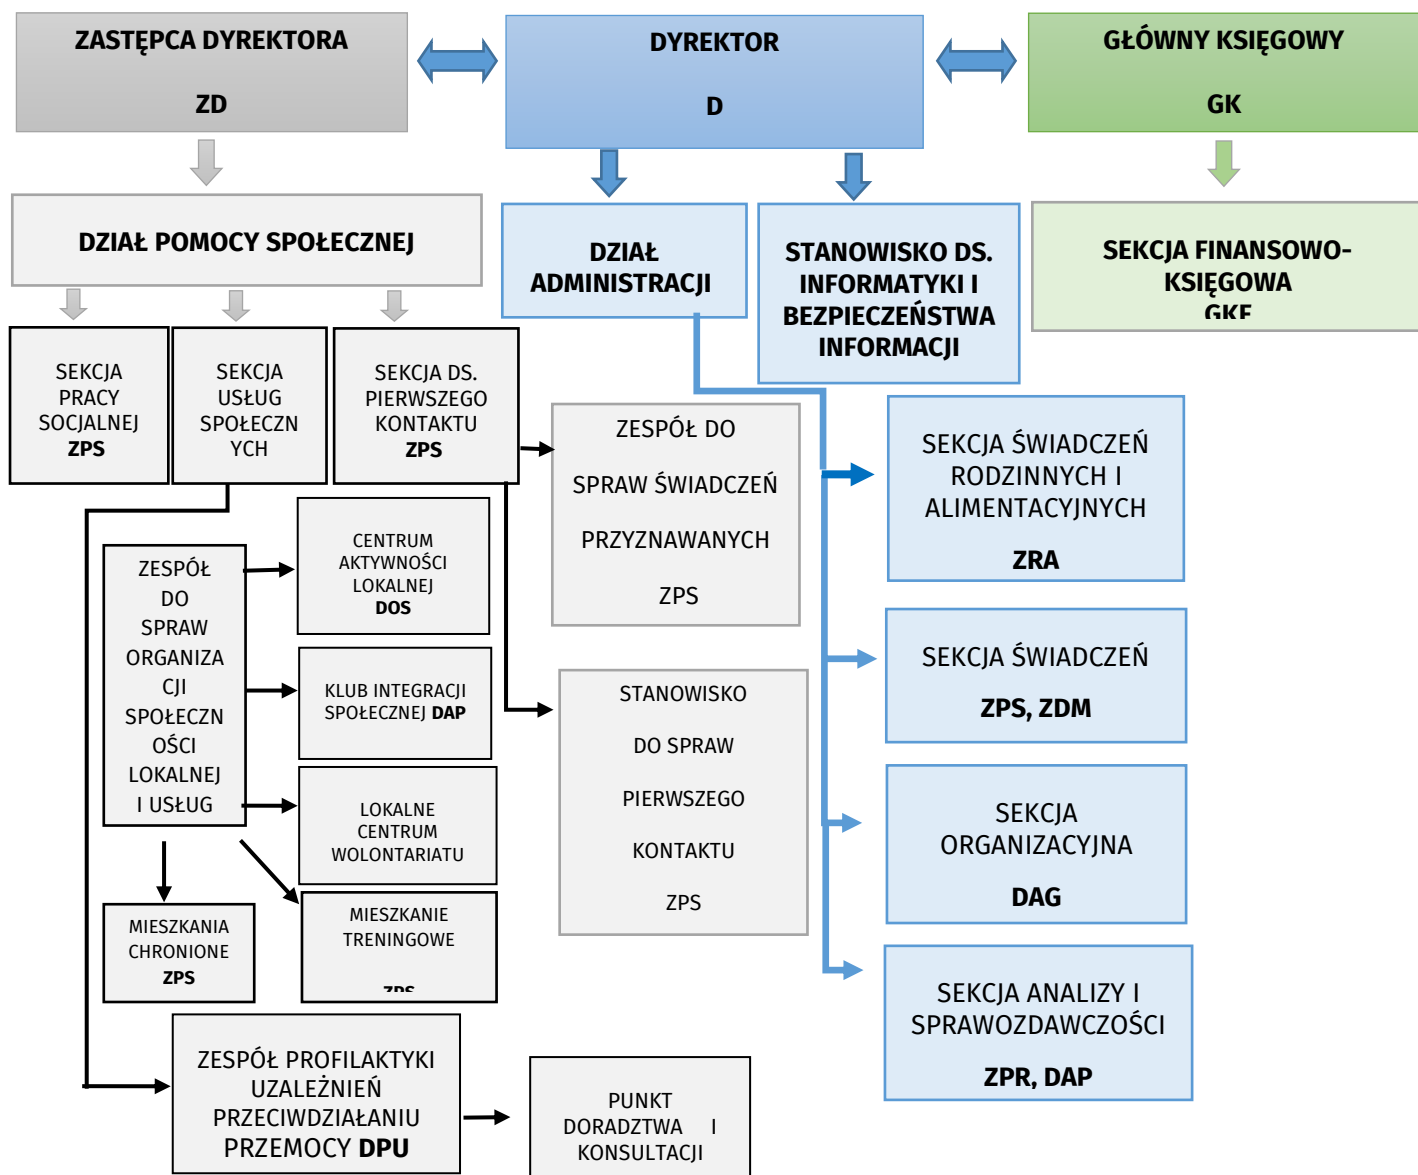 ZASTĘPCA DYREKTORA
ZD
DYREKTOR
D
GŁÓWNY KSIĘGOWY
GK
DZIAŁ POMOCY SPOŁECZNEJ
DZIAŁ
ADMINISTRACJI
STANOWISKO DS.
INFORMATYKI I
BEZPIECZEŃSTWA
INFORMACJI
SEKCJA FINANSOWO-
KSIĘGOWA
GKF
SEKCJA
PRACY
SOCJALNEJ
ZPS
SEKCJA
USŁUG
SPOŁECZN
YCH
SEKCJA DS.
PIERWSZEGO
KONTAKTU
ZPS
ZESPÓŁ DO
SPRAW ŚWIADCZEŃ
PRZYZNAWANYCH
ZPS
SEKCJA ŚWIADCZEŃ
RODZINNYCH I
ALIMENTACYJNYCH
ZRA
ZESPÓŁ
DO
SPRAW
ORGANIZA
CJI
SPOŁECZN
OŚCI
LOKALNEJ
I USŁUG
CENTRUM
AKTYWNOŚCI
LOKALNEJ
DOS
KLUB INTEGRACJI
SPOŁECZNEJ DAP
LOKALNE
CENTRUM
WOLONTARIATU
MIESZKANIA
CHRONIONE
ZPS
MIESZKANIE
TRENINGOWE
ZPS
STANOWISKO
DO SPRAW
PIERWSZEGO
KONTAKTU
ZPS
SEKCJA ŚWIADCZEŃ
ZPS, ZDM
SEKCJA
ORGANIZACYJNA
DAG
SEKCJA ANALIZY I
SPRAWOZDAWCZOŚCI
ZPR, DAP
ZESPÓŁ PROFILAKTYKI
UZALEŻNIEŃ
PRZECIWDZIAŁANIU
PRZEMOCY DPU
PUNKT
DORADZTWA I
KONSULTACJI